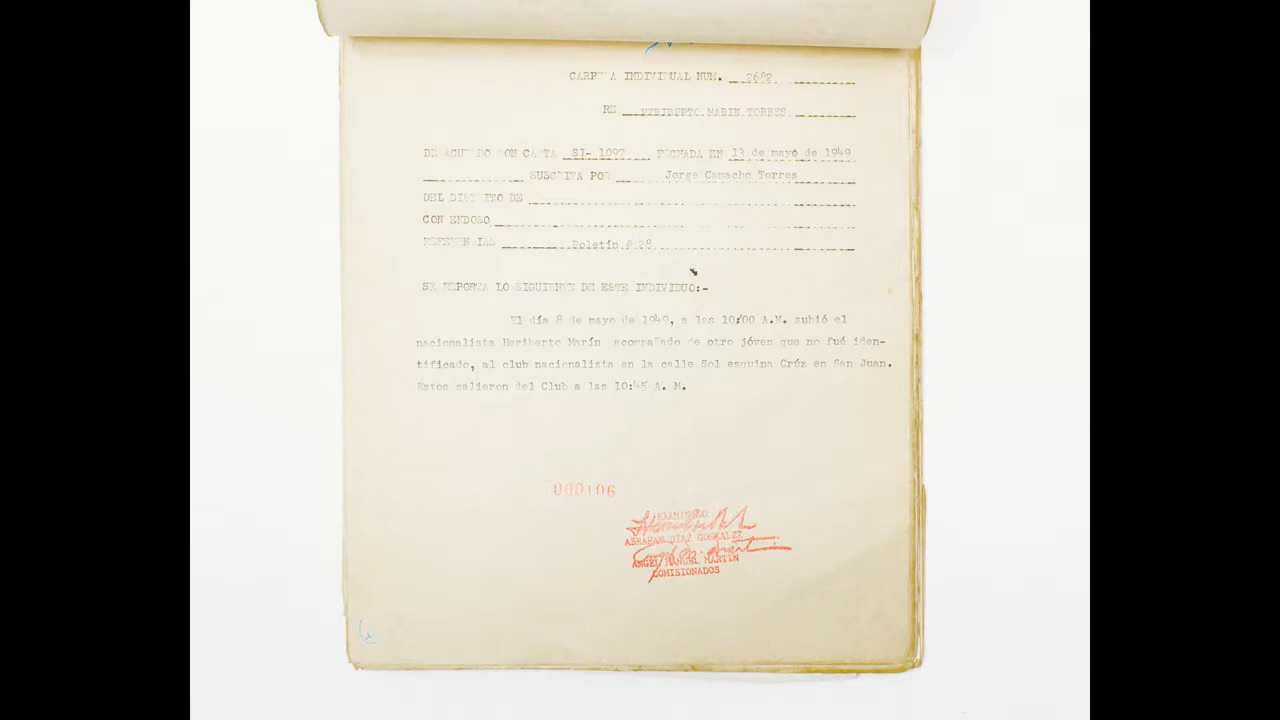 CARPETA INDIVIDUAL NUM. 2682
RE HERIBERTO MARIN TORRES
DE ACUERDO CON CARTA SI- 1097 FECHADA EN 13 de mayo de 1949
SUSCRITA POR Jorge Camacho Torres
DEL DISTRITO DE
CON ENDOSO
REFERENCIAS Boletín # 28
SE REPORTA LO SIGUIENTE DE ESTE INDIVIDUO:-
El día 8 de mayo de 1949, a las 10:00 A.M. subió el
nacionalista Heriberto Marín acompañado de otro jóven que no fué iden-
tificado, al club nacionalista en la calle Sol esquina Crúz en San Juan.
Estos salieron del Club a las 10:45 A. M.
000106
EXAMINADO
ABRAHAM DIAZ GONZALEZ
ANGEL MANUEL MARTIN
COMISIONADOS